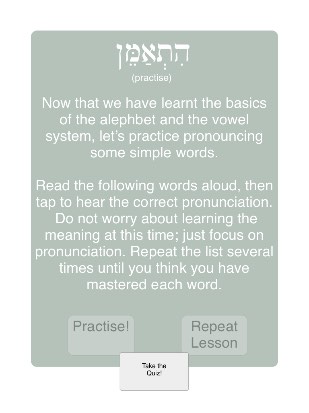 הִתְאַמֵּן
(practise)
Now that we have learnt the basics
of the alephbet and the vowel
system, let's practice pronouncing
some simple words.
Read the following words aloud, then
tap to hear the correct pronunciation.
Do not worry about learning the
meaning at this time; just focus on
pronunciation. Repeat the list several
times until you think you have
mastered each word.
Practise!
Repeat
Lesson
Take the
Quiz!